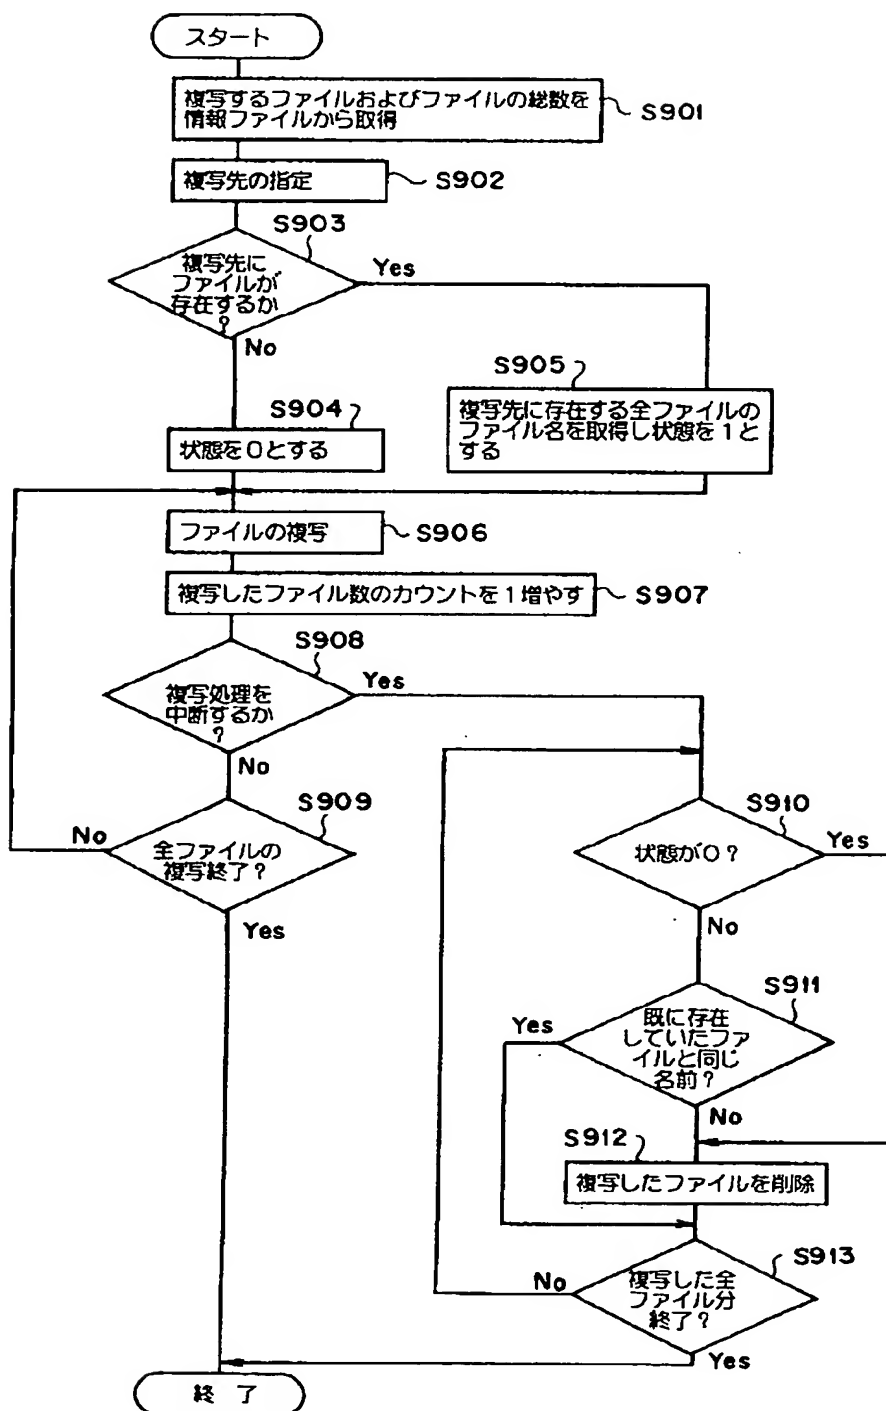 スタート
複写するファイルおよびファイルの総数を
情報ファイルから取得
S901
複写先の指定
S902
S903
複写先に
ファイルが
存在するか
?
Yes
No
S904
状態を0とする
S905
複写先に存在する全ファイルの
ファイル名を取得し状態を1と
する
ファイルの複写
S906
複写したファイル数のカウントを1増やす
S907
S908
複写処理を
中断するか
?
Yes
No
S909
全ファイルの
複写終了?
No
Yes
S910
状態が0?
Yes
No
S911
既に存在
していたファ
イルと同じ
名前?
Yes
No
S912
複写したファイルを削除
S913
複写した全
ファイル分
終了?
No
Yes
終了